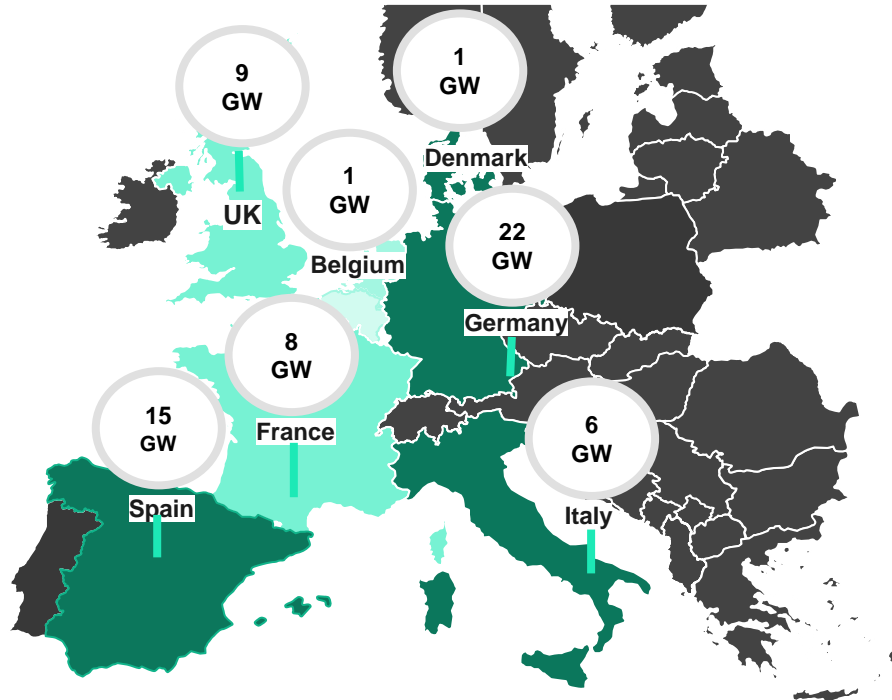 9
GW
UK
1
GW
Denmark
1
GW
Belgium
22
GW
Germany
8
GW
France
15
GW
Spain
6
GW
Italy